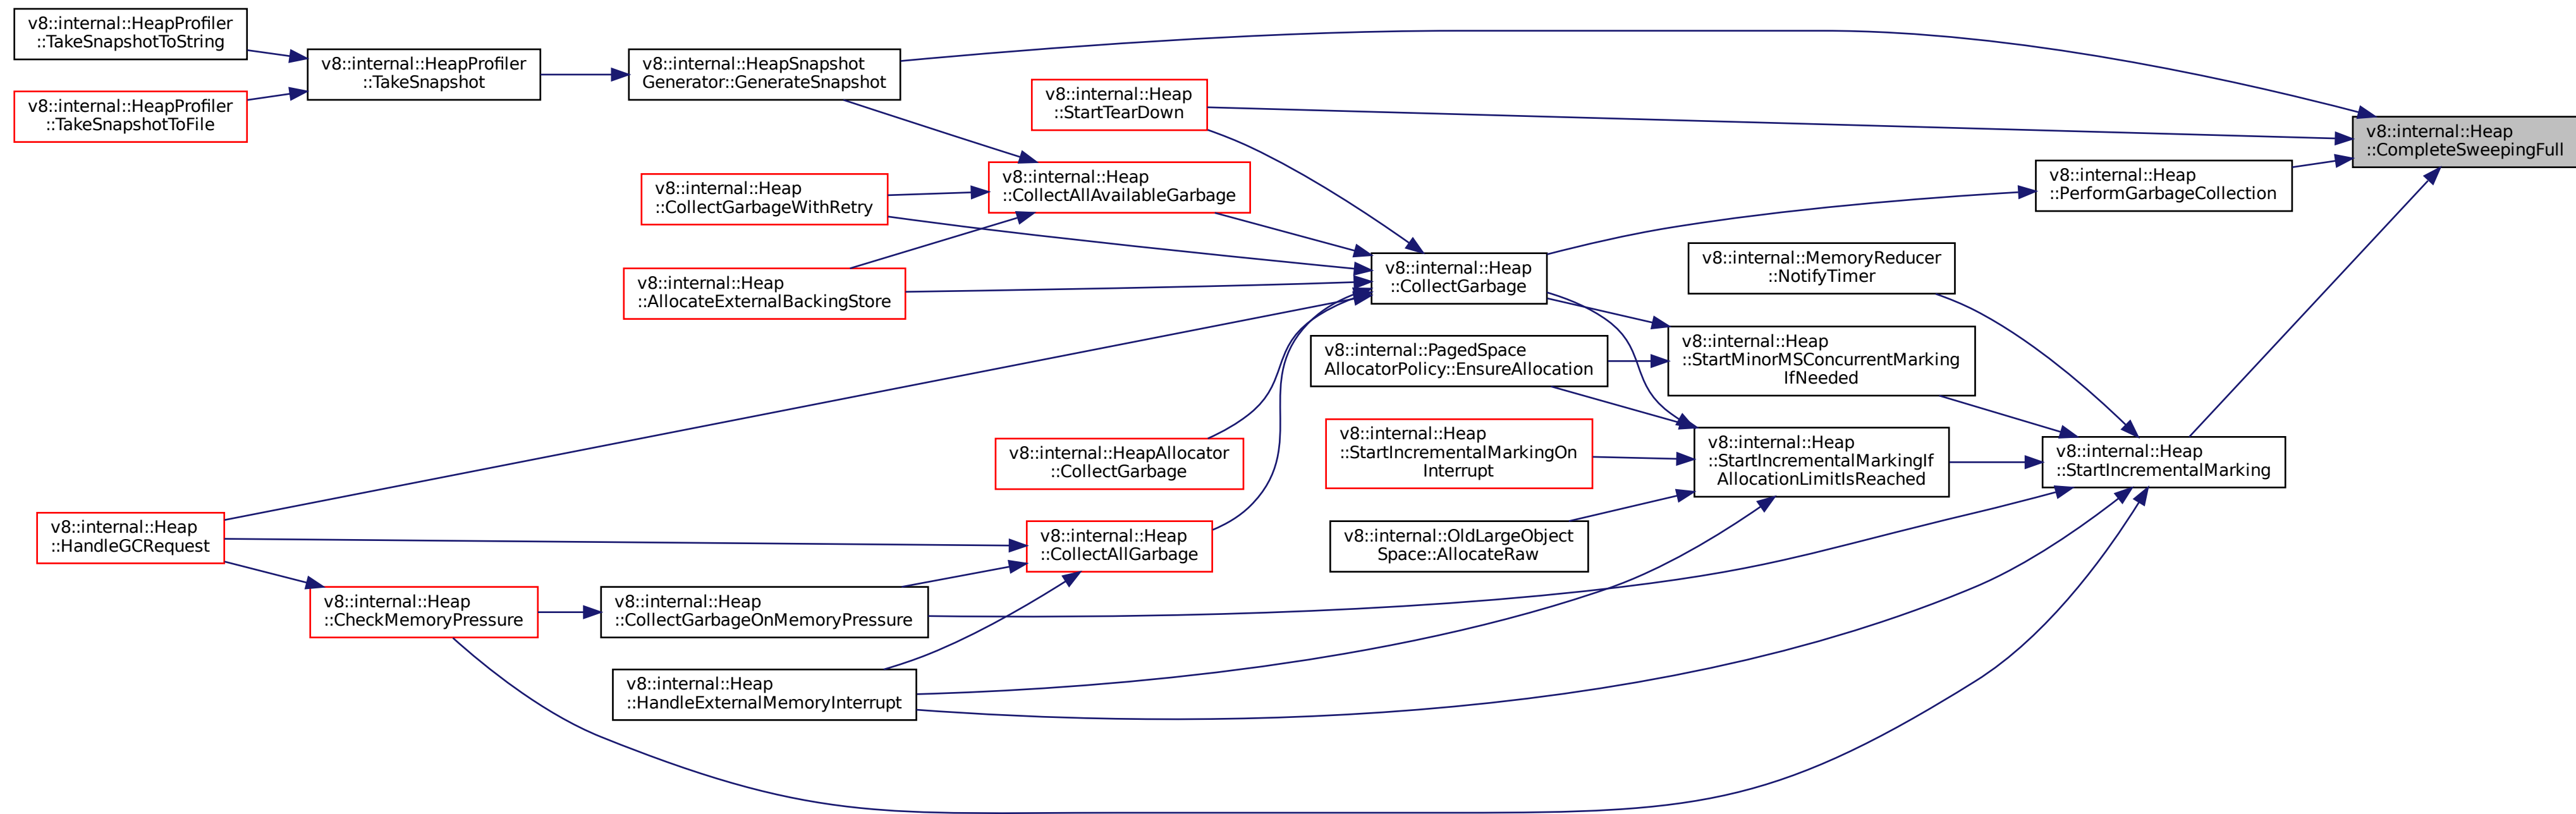 v8::internal::HeapProfiler
::TakeSnapshotToString
v8::internal::HeapProfiler
::TakeSnapshotToFile
v8::internal::HeapProfiler
::TakeSnapshot
v8::internal::HeapSnapshot
Generator::GenerateSnapshot
v8::internal::Heap
::StartTearDown
v8::internal::Heap
::CompleteSweepingFull
v8::internal::Heap
::CollectGarbageWithRetry
v8::internal::Heap
::CollectAllAvailableGarbage
v8::internal::Heap
::PerformGarbageCollection
v8::internal::Heap
::AllocateExternalBackingStore
v8::internal::Heap
::CollectGarbage
v8::internal::MemoryReducer
::NotifyTimer
v8::internal::PagedSpace
AllocatorPolicy::EnsureAllocation
v8::internal::Heap
::StartMinorMSConcurrentMarking
IfNeeded
v8::internal::HeapAllocator
::CollectGarbage
v8::internal::Heap
::StartIncrementalMarkingOn
Interrupt
v8::internal::Heap
::StartIncrementalMarkingIf
AllocationLimitIsReached
v8::internal::Heap
::StartIncrementalMarking
v8::internal::Heap
::HandleGCRequest
v8::internal::Heap
::CollectAllGarbage
v8::internal::OldLargeObject
Space::AllocateRaw
v8::internal::Heap
::CheckMemoryPressure
v8::internal::Heap
::CollectGarbageOnMemoryPressure
v8::internal::Heap
::HandleExternalMemoryInterrupt